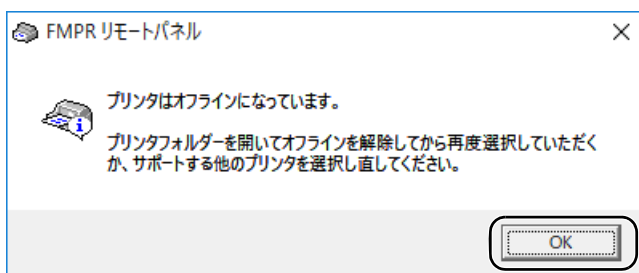 FMPR リモートパネル
プリンタはオフラインになっています。
プリンタフォルダーを開いてオフラインを解除してから再度選択していただく
か、サポートする他のプリンタを選択し直してください。
OK